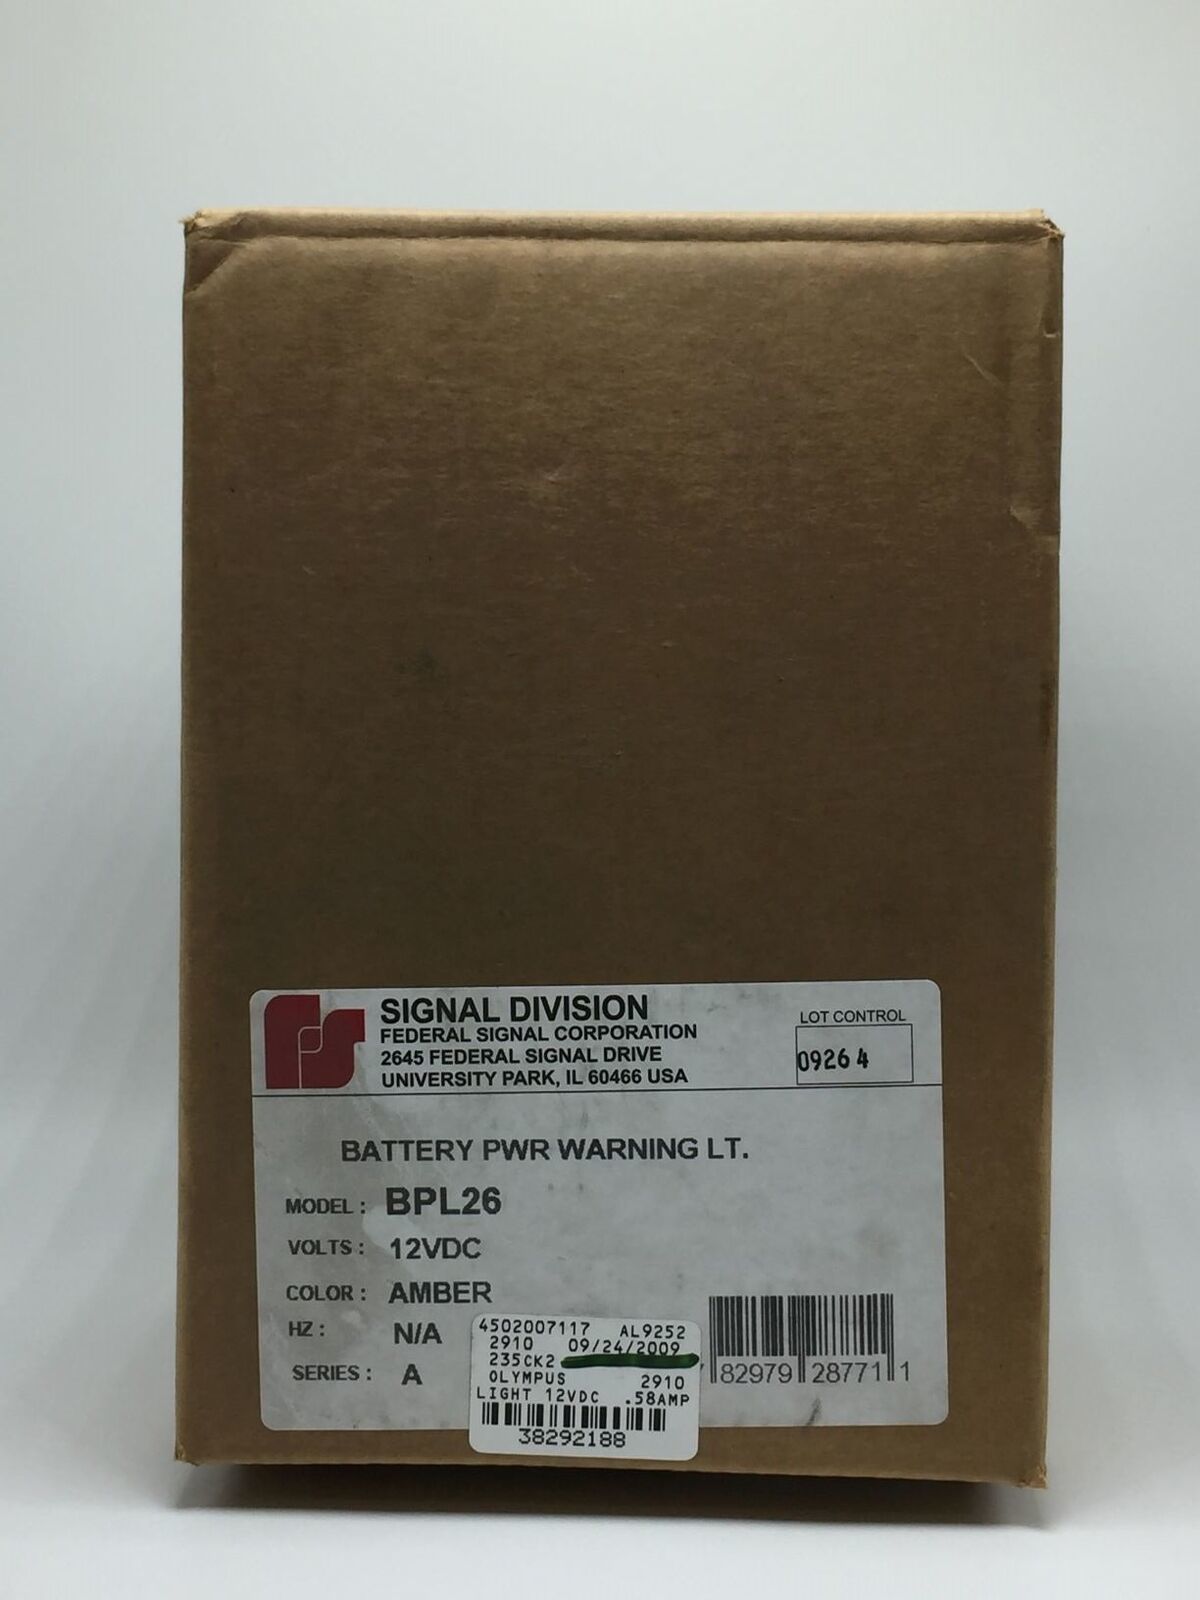 SIGNAL DIVISION
FEDERAL SIGNAL CORPORATION
2645 FEDERAL SIGNAL DRIVE
UNIVERSITY PARK, IL 60466 USA
LOT CONTROL
09264
BATTERY PWR WARNING LT.
MODEL : BPL26
VOLTS : 12VDC
COLOR : AMBER
HZ : N/A
SERIES : A
4502007117 AL9252
2910 09/24/2009
235CK2
OLYMPUS 2910
LIGHT 12VDC .58AMP
38292188
82979 28771 1